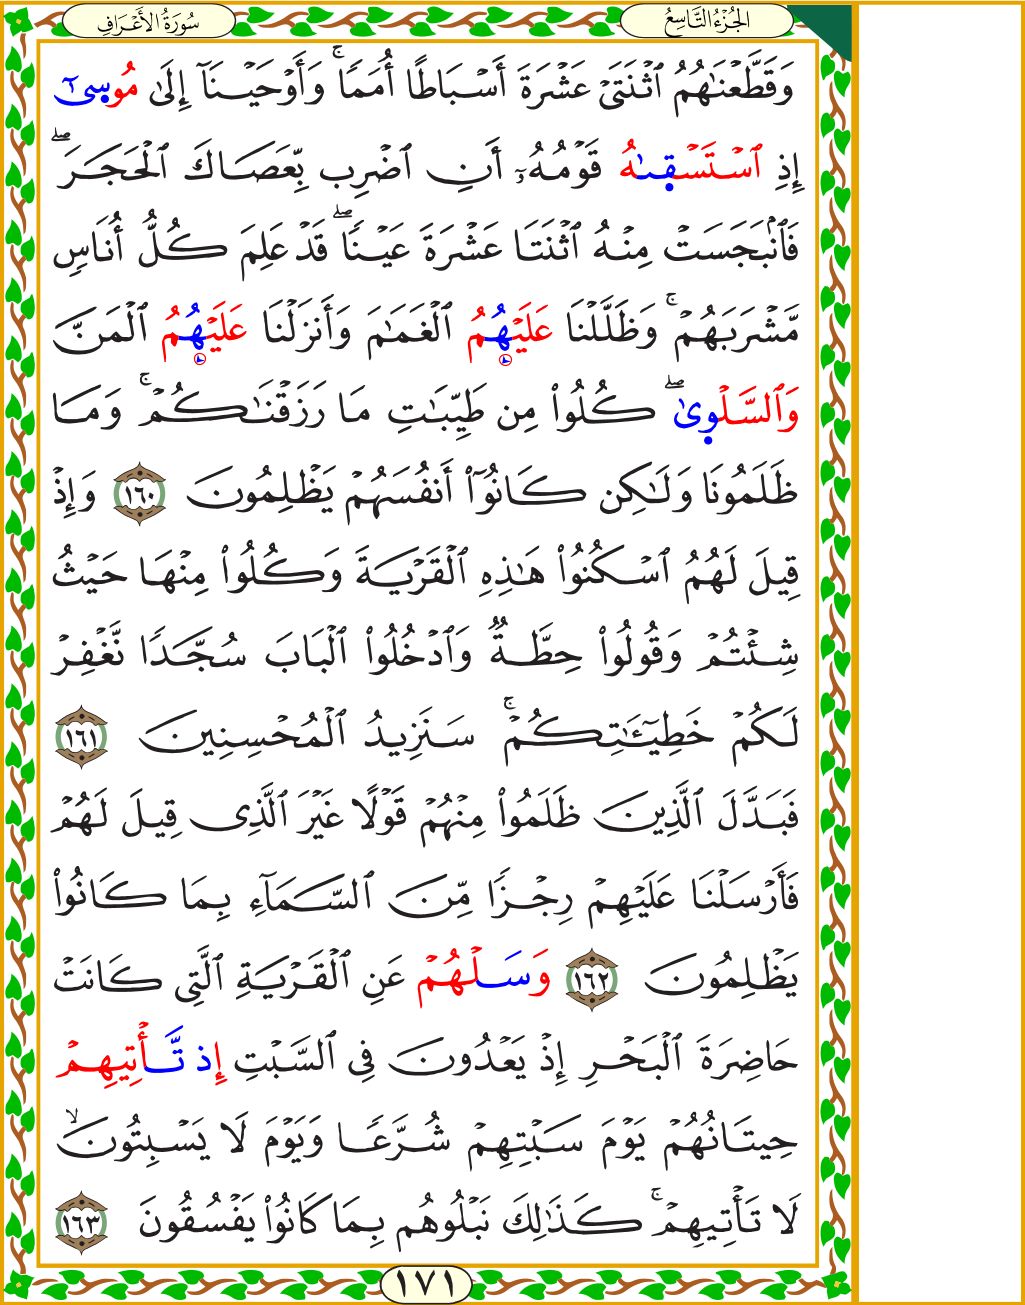 الجُزْءُ التَّاسِعُ
سُورَةُ الأَعْرَافِ
وَقَطَّعْنَٰهُمُ ٱثْنَتَىْ عَشْرَةَ أَسْبَاطًا أُمَمًا ۚ وَأَوْحَيْنَآ إِلَىٰ مُوسِىٰٓ
إِذِ ٱسْتَسْقِىٰهُ قَوْمُهُۥٓ أَنِ ٱضْرِب بِّعَصَاكَ ٱلْحَجَرَ ۖ
فَٱنۢبَجَسَتْ مِنْهُ ٱثْنَتَا عَشْرَةَ عَيْنًا ۖ قَدْ عَلِمَ كُلُّ أُنَاسٍ
مَّشْرَبَهُمْ ۚ وَظَلَّلْنَا عَلَيْهُمُ ٱلْغَمَٰمَ وَأَنزَلْنَا عَلَيْهُمُ ٱلْمَنَّ
وَٱلسَّلْوِىٰ ۖ كُلُوا۟ مِن طَيِّبَٰتِ مَا رَزَقْنَٰكُمْ ۚ وَمَا
ظَلَمُونَا وَلَٰكِن كَانُوٓا۟ أَنفُسَهُمْ يَظْلِمُونَ ١٦٠ وَإِذْ
قِيلَ لَهُمُ ٱسْكُنُوا۟ هَٰذِهِ ٱلْقَرْيَةَ وَكُلُوا۟ مِنْهَا حَيْثُ
شِئْتُمْ وَقُولُوا۟ حِطَّةٌ وَٱدْخُلُوا۟ ٱلْبَابَ سُجَّدًا نَّغْفِرْ
لَكُمْ خَطِيٓـَٰٔتِكُمْ ۚ سَنَزِيدُ ٱلْمُحْسِنِينَ ١٦١
فَبَدَّلَ ٱلَّذِينَ ظَلَمُوا۟ مِنْهُمْ قَوْلًا غَيْرَ ٱلَّذِى قِيلَ لَهُمْ
فَأَرْسَلْنَا عَلَيْهِمْ رِجْزًا مِّنَ ٱلسَّمَآءِ بِمَا كَانُوا۟
يَظْلِمُونَ ١٦٢ وَسَلْهُمْ عَنِ ٱلْقَرْيَةِ ٱلَّتِى كَانَتْ
حَاضِرَةَ ٱلْبَحْرِ إِذْ يَعْدُونَ فِى ٱلسَّبْتِ إِذ تَّأْتِيهِمْ
حِيتَانُهُمْ يَوْمَ سَبْتِهِمْ شُرَّعًا وَيَوْمَ لَا يَسْبِتُونَ ۙ
لَا تَأْتِيهِمْ ۚ كَذَٰلِكَ نَبْلُوهُم بِمَا كَانُوا۟ يَفْسُقُونَ ١٦٣
١٧١